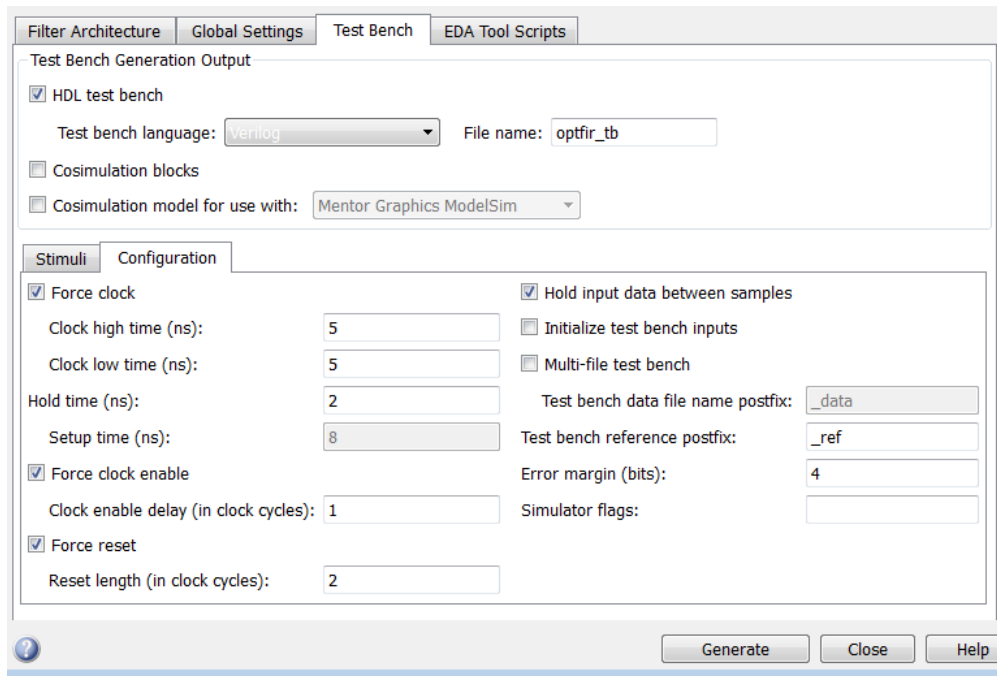 Filter Architecture Global Settings Test Bench EDA Tool Scripts
Test Bench Generation Output
HDL test bench
Test bench language: Verilog File name: optfir_tb
Cosimulation blocks
Cosimulation model for use with: Mentor Graphics ModelSim
Stimuli Configuration
Force clock
Clock high time (ns): 5
Clock low time (ns): 5
Hold time (ns): 2
Setup time (ns): 8
Force clock enable
Clock enable delay (in clock cycles): 1
Force reset
Reset length (in clock cycles): 2
Hold input data between samples
Initialize test bench inputs
Multi-file test bench
Test bench data file name postfix: _data
Test bench reference postfix: _ref
Error margin (bits): 4
Simulator flags:
? Generate Close Help